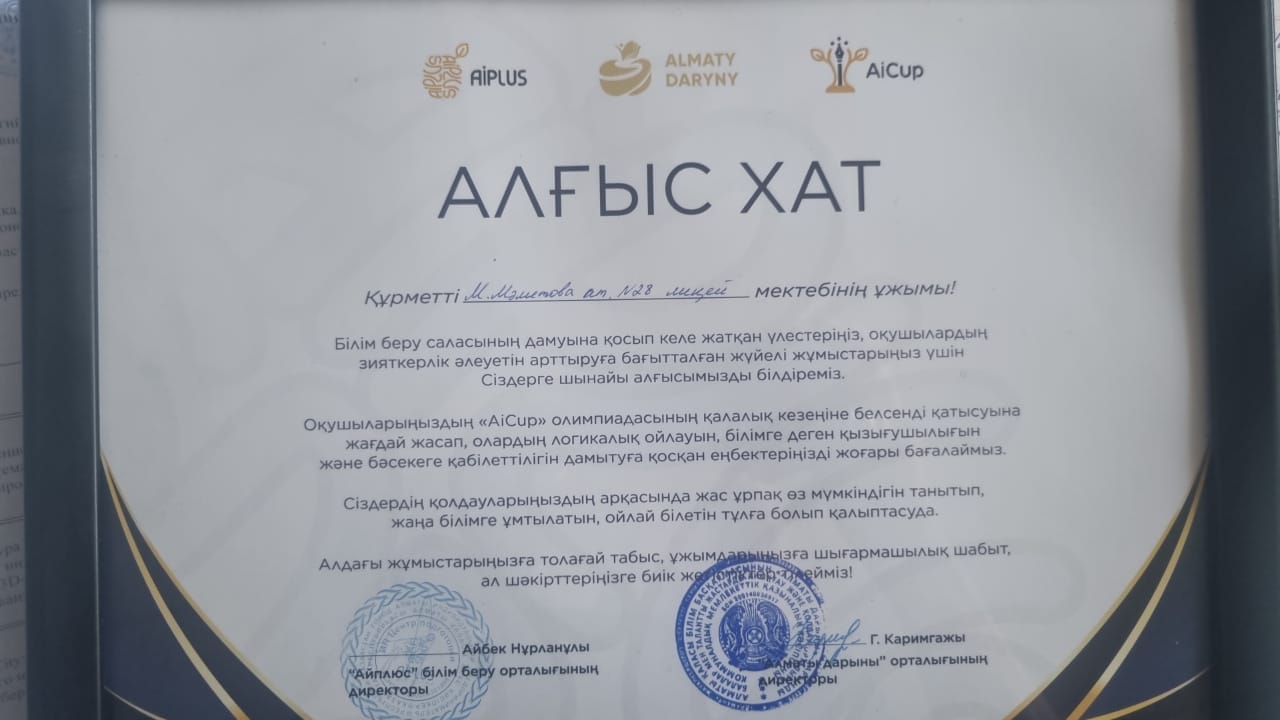 AIPLUS
ALMATY DARYNY
AiCup
АЛҒЫС ХАТ
Құрметті М.Мәметова ат. N28 лицей мектебінің ұжымы!
Білім беру саласының дамуына қосып келе жатқан үлестеріңіз, оқушылардың
зияткерлік әлеуетін арттыруға бағытталған жүйелі жұмыстарыңыз үшін
Сіздерге шынайы алғысымызды білдіреміз.
Оқушыларыңыздың «AiCup» олимпиадасының қалалық кезеңіне белсенді қатысуына
жағдай жасап, олардың логикалық ойлауын, білімге деген қызығушылығын
және бәсекеге қабілеттілігін дамытуға қосқан еңбектеріңізді жоғары бағалаймыз.
Сіздердің қолдауларыңыздың арқасында жас ұрпақ өз мүмкіндігін танытып,
жаңа білімге ұмтылатын, ойлай білетін тұлға болып қалыптасуда.
Алдағы жұмыстарыңызға толағай табыс, ұжымдарыңызға шығармашылық шабыт,
ал шәкірттеріңізге биік
Айбек Нұрланұлы
"Айплюс" білім беру орталығының
директоры
Г. Каримгажы
"Алматы дарыны" орталығының
директоры